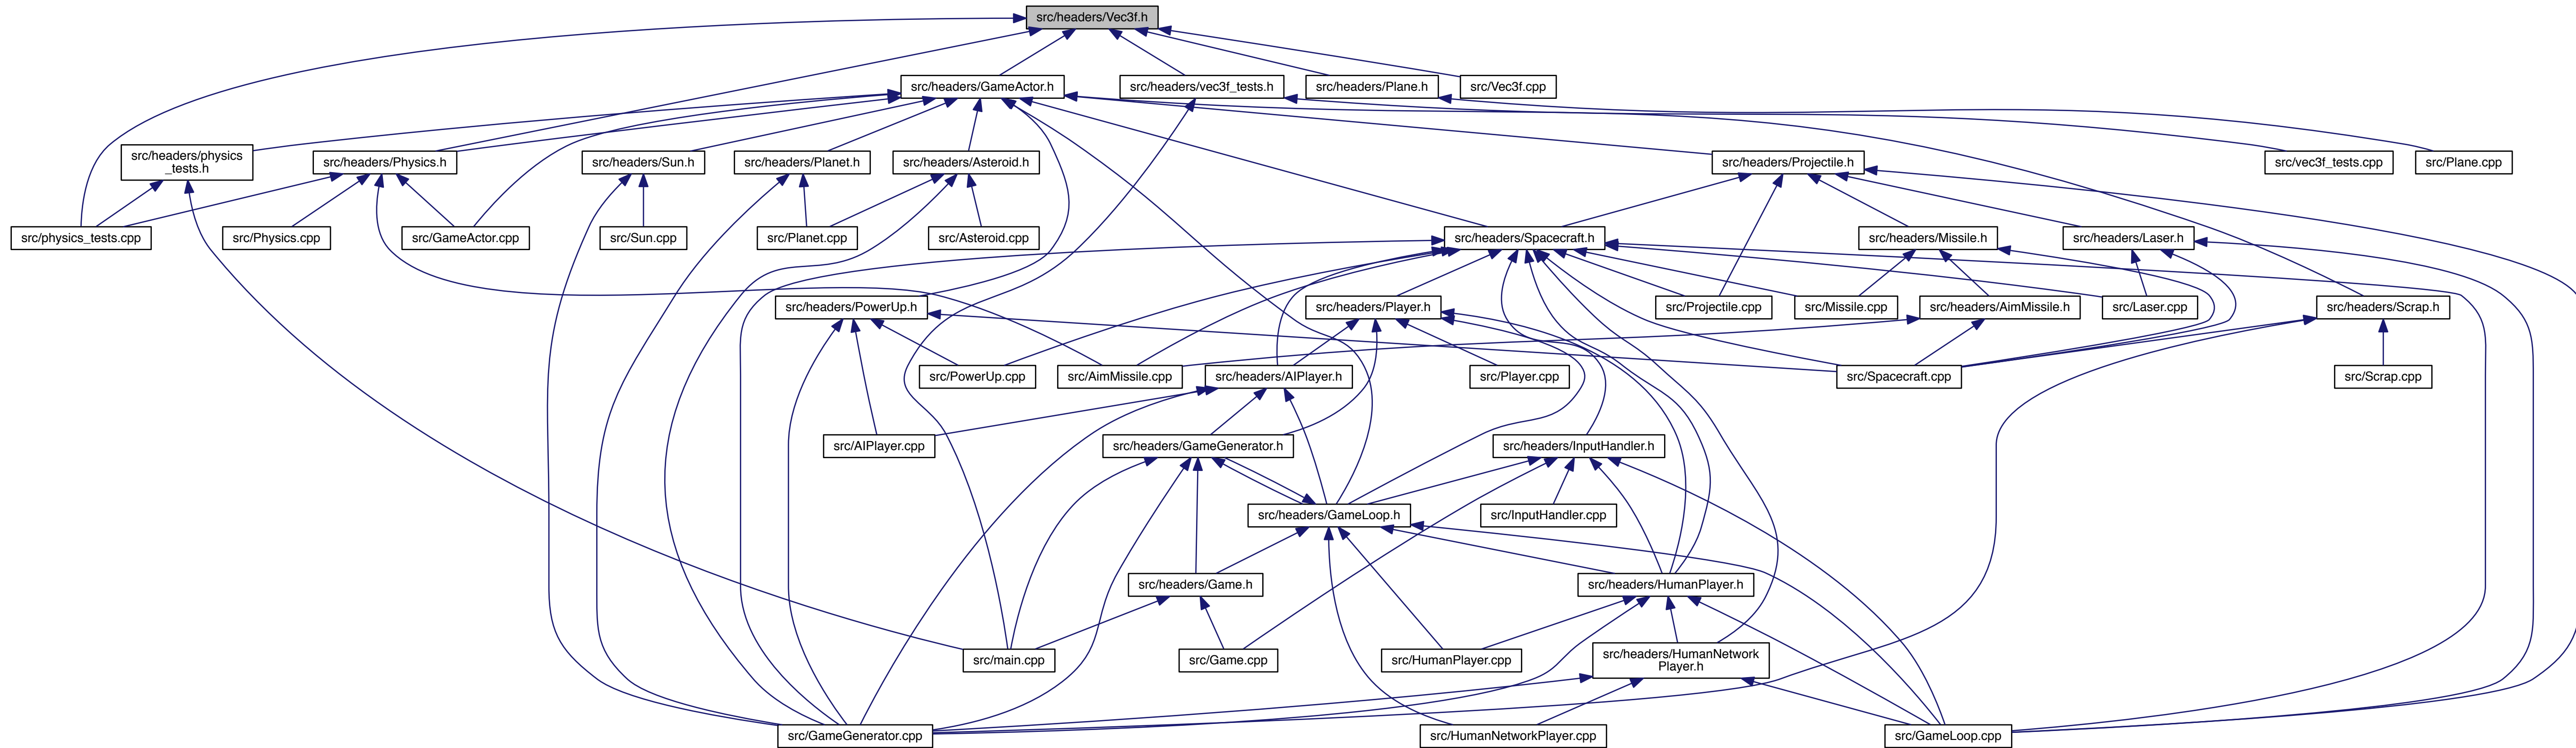 src/headers/Vec3f.h
src/headers/GameActor.h
src/headers/vec3f_tests.h
src/headers/Plane.h
src/Vec3f.cpp
src/headers/physics
_tests.h
src/headers/Physics.h
src/headers/Sun.h
src/headers/Planet.h
src/headers/Asteroid.h
src/headers/Projectile.h
src/vec3f_tests.cpp
src/Plane.cpp
src/physics_tests.cpp
src/Physics.cpp
src/GameActor.cpp
src/Sun.cpp
src/Planet.cpp
src/Asteroid.cpp
src/headers/Spacecraft.h
src/headers/Missile.h
src/headers/Laser.h
src/headers/PowerUp.h
src/headers/Player.h
src/Projectile.cpp
src/Missile.cpp
src/headers/AimMissile.h
src/Laser.cpp
src/headers/Scrap.h
src/PowerUp.cpp
src/AimMissile.cpp
src/headers/AIPlayer.h
src/Player.cpp
src/Spacecraft.cpp
src/Scrap.cpp
src/AIPlayer.cpp
src/headers/GameGenerator.h
src/headers/InputHandler.h
src/headers/GameLoop.h
src/InputHandler.cpp
src/headers/Game.h
src/headers/HumanPlayer.h
src/main.cpp
src/Game.cpp
src/HumanPlayer.cpp
src/headers/HumanNetwork
Player.h
src/GameGenerator.cpp
src/HumanNetworkPlayer.cpp
src/GameLoop.cpp